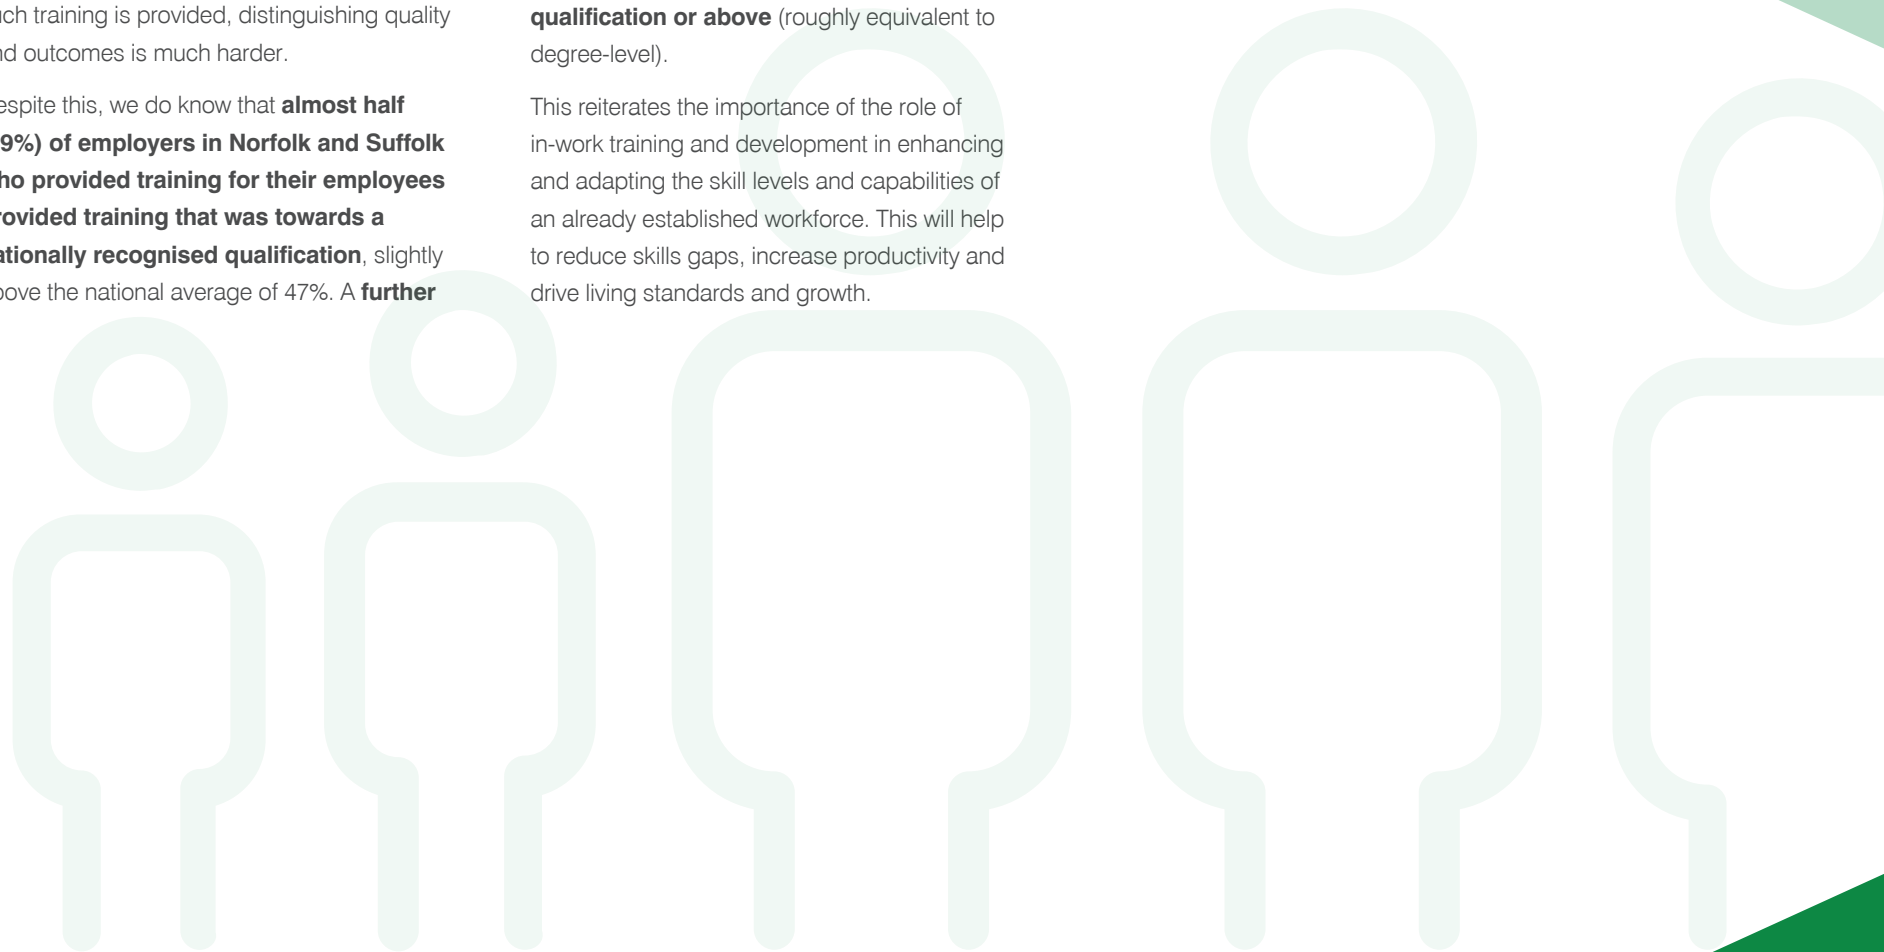 uch training is provided, distinguishing quality
nd outcomes is much harder.
espite this, we do know that almost half
9%) of employers in Norfolk and Suffolk
ho provided training for their employees
rovided training that was towards a
ationally recognised qualification, slightly
bove the national average of 47%. A further
qualification or above (roughly equivalent to
degree-level).
This reiterates the importance of the role of
in-work training and development in enhancing
and adapting the skill levels and capabilities of
an already established workforce. This will help
to reduce skills gaps, increase productivity and
drive living standards and growth.